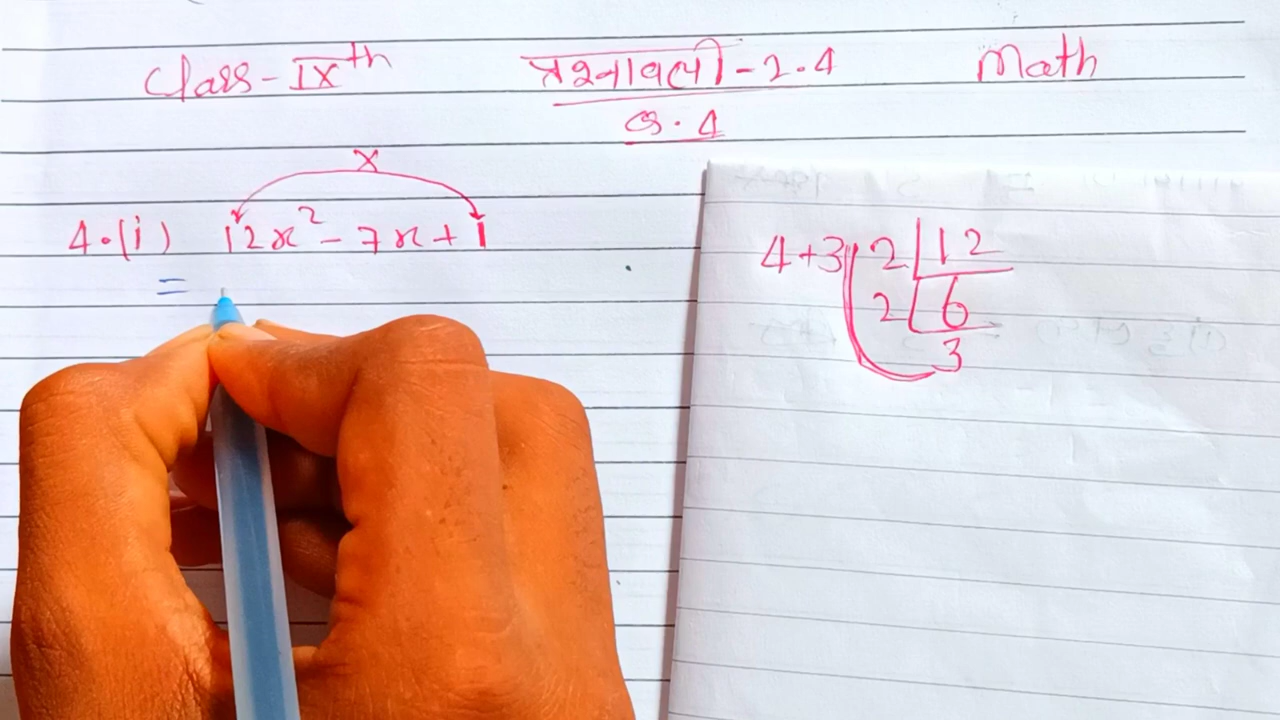 Class-IXth प्रश्नावली-2.4 Math
Q.4
x
4.(i) 12x² - 7x + 1
=
4+3 2 12
2 6
3